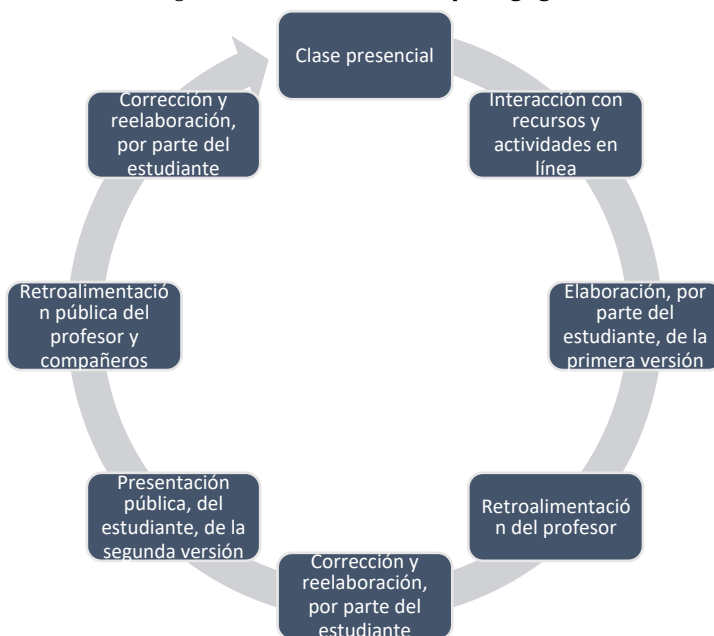 Clase presencial
Interacción con
recursos y
actividades en
línea
Elaboración, por
parte del
estudiante, de la
primera versión
Retroalimentació
n del profesor
Corrección y
reelaboración,
por parte del
estudiante
Presentación
pública, del
estudiante, de la
segunda versión
Retroalimentació
n pública del
profesor y
compañeros
Corrección y
reelaboración,
por parte del
estudiante